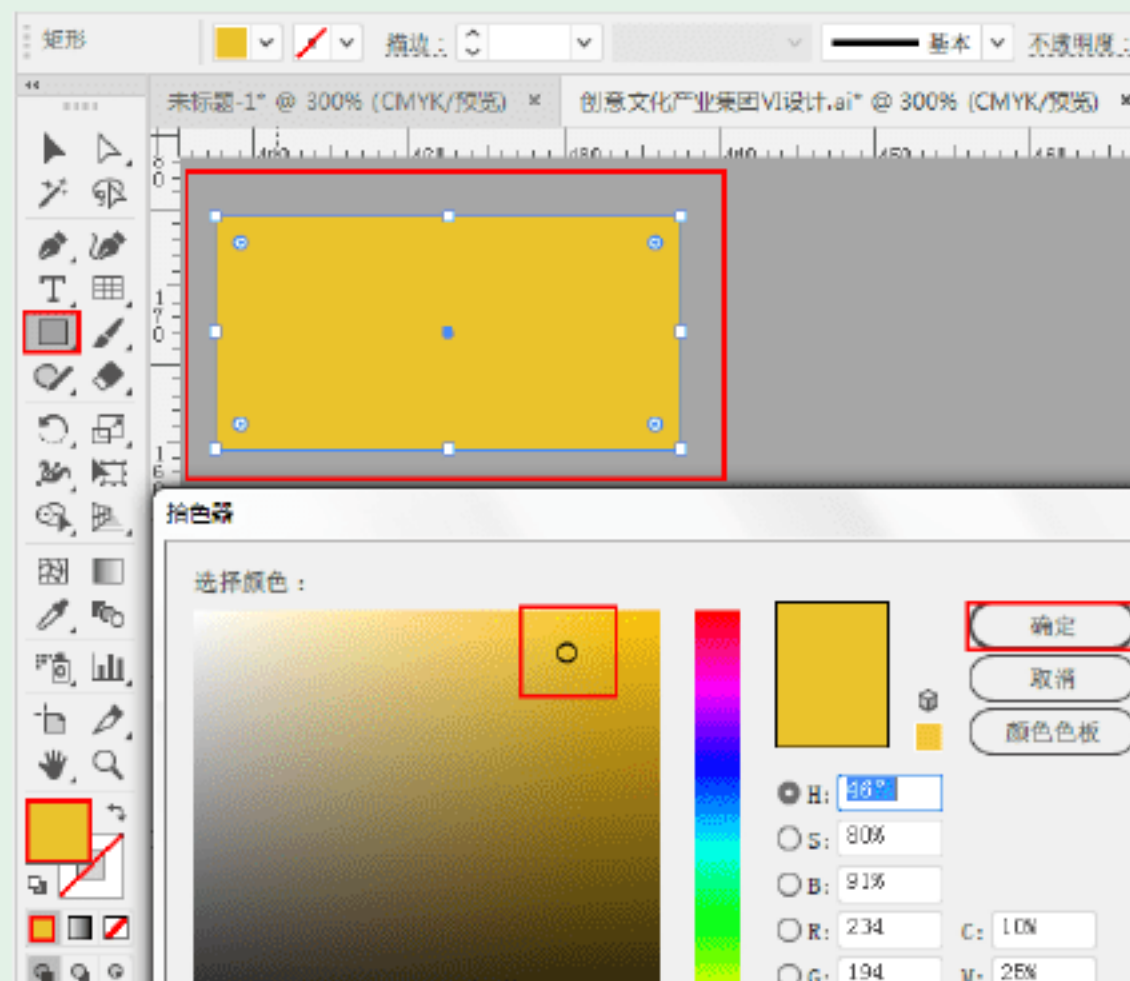 矩形 描边： 基本 不透明度：
未标题-1* @ 300% (CMYK/预览) × 创意文化产业集团VI设计.ai* @ 300% (CMYK/预览) ×
拾色器
选择颜色：
确定
取消
颜色色板
H: 46°
S: 80%
B: 91%
R: 234 C: 10%
G: 194 M: 25%